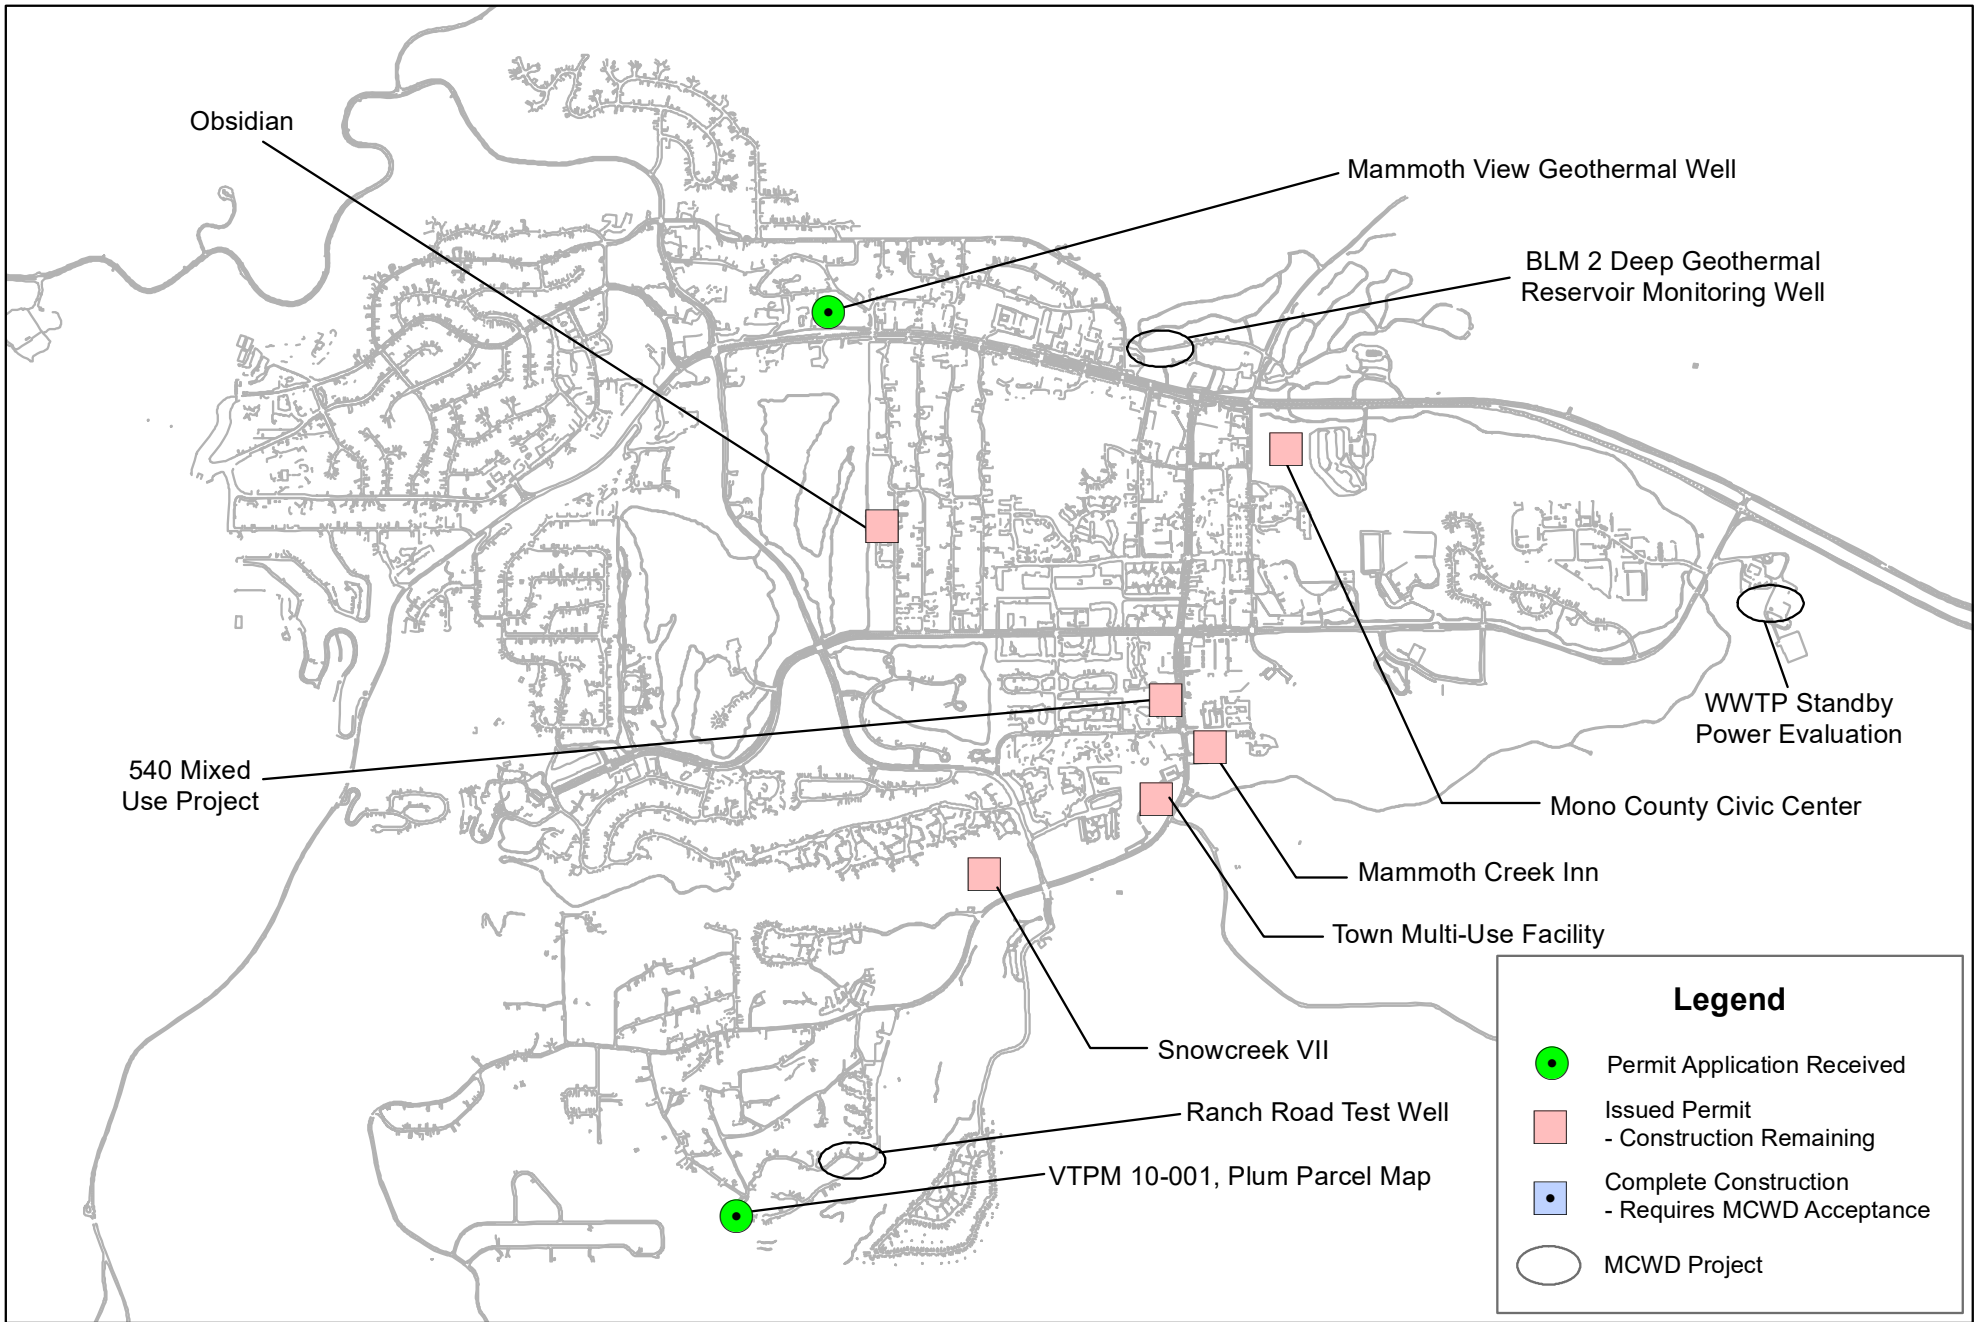 Obsidian
Mammoth View Geothermal Well
BLM 2 Deep Geothermal
Reservoir Monitoring Well
WWTP Standby
Power Evaluation
540 Mixed
Use Project
Mono County Civic Center
Mammoth Creek Inn
Town Multi-Use Facility
Snowcreek VII
Ranch Road Test Well
VTPM 10-001, Plum Parcel Map
Legend
Permit Application Received
Issued Permit
- Construction Remaining
Complete Construction
- Requires MCWD Acceptance
MCWD Project